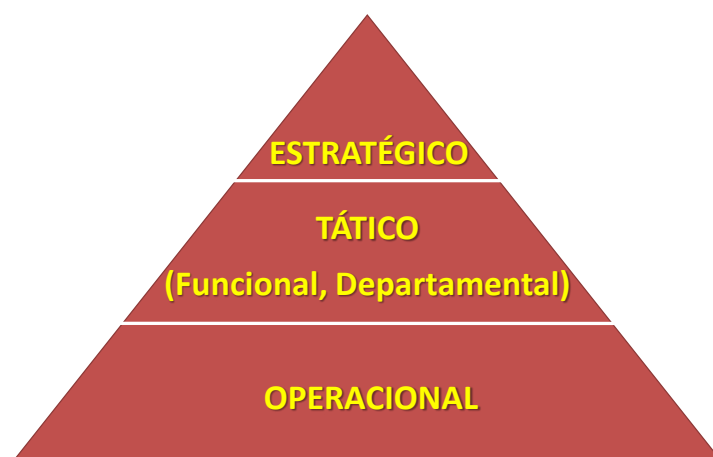 ESTRATÉGICO
TÁTICO
(Funcional, Departamental)
OPERACIONAL